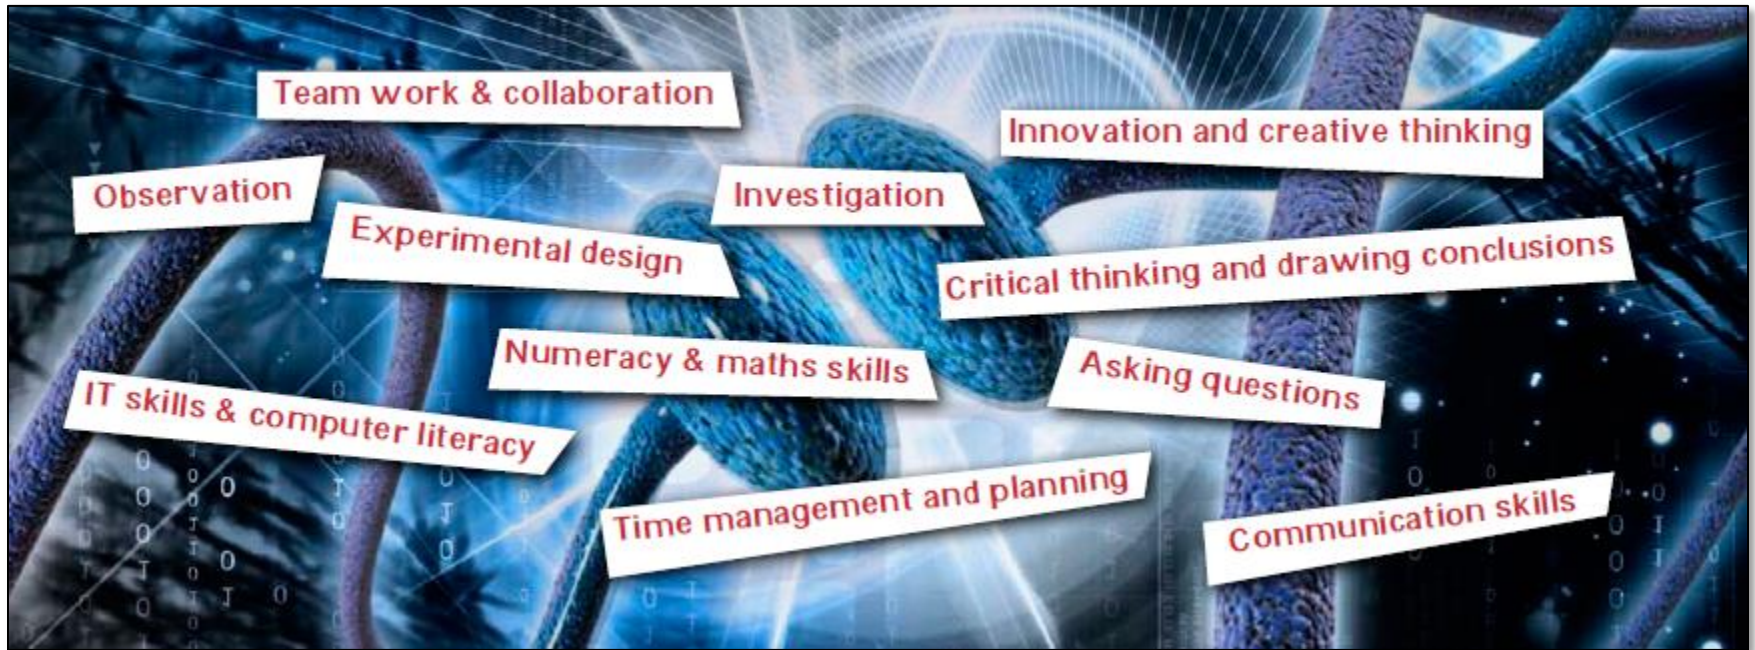 Team work & collaboration
Innovation and creative thinking
Observation
Investigation
Experimental design
Critical thinking and drawing conclusions
Numeracy & maths skills
Asking questions
IT skills & computer literacy
Time management and planning
Communication skills